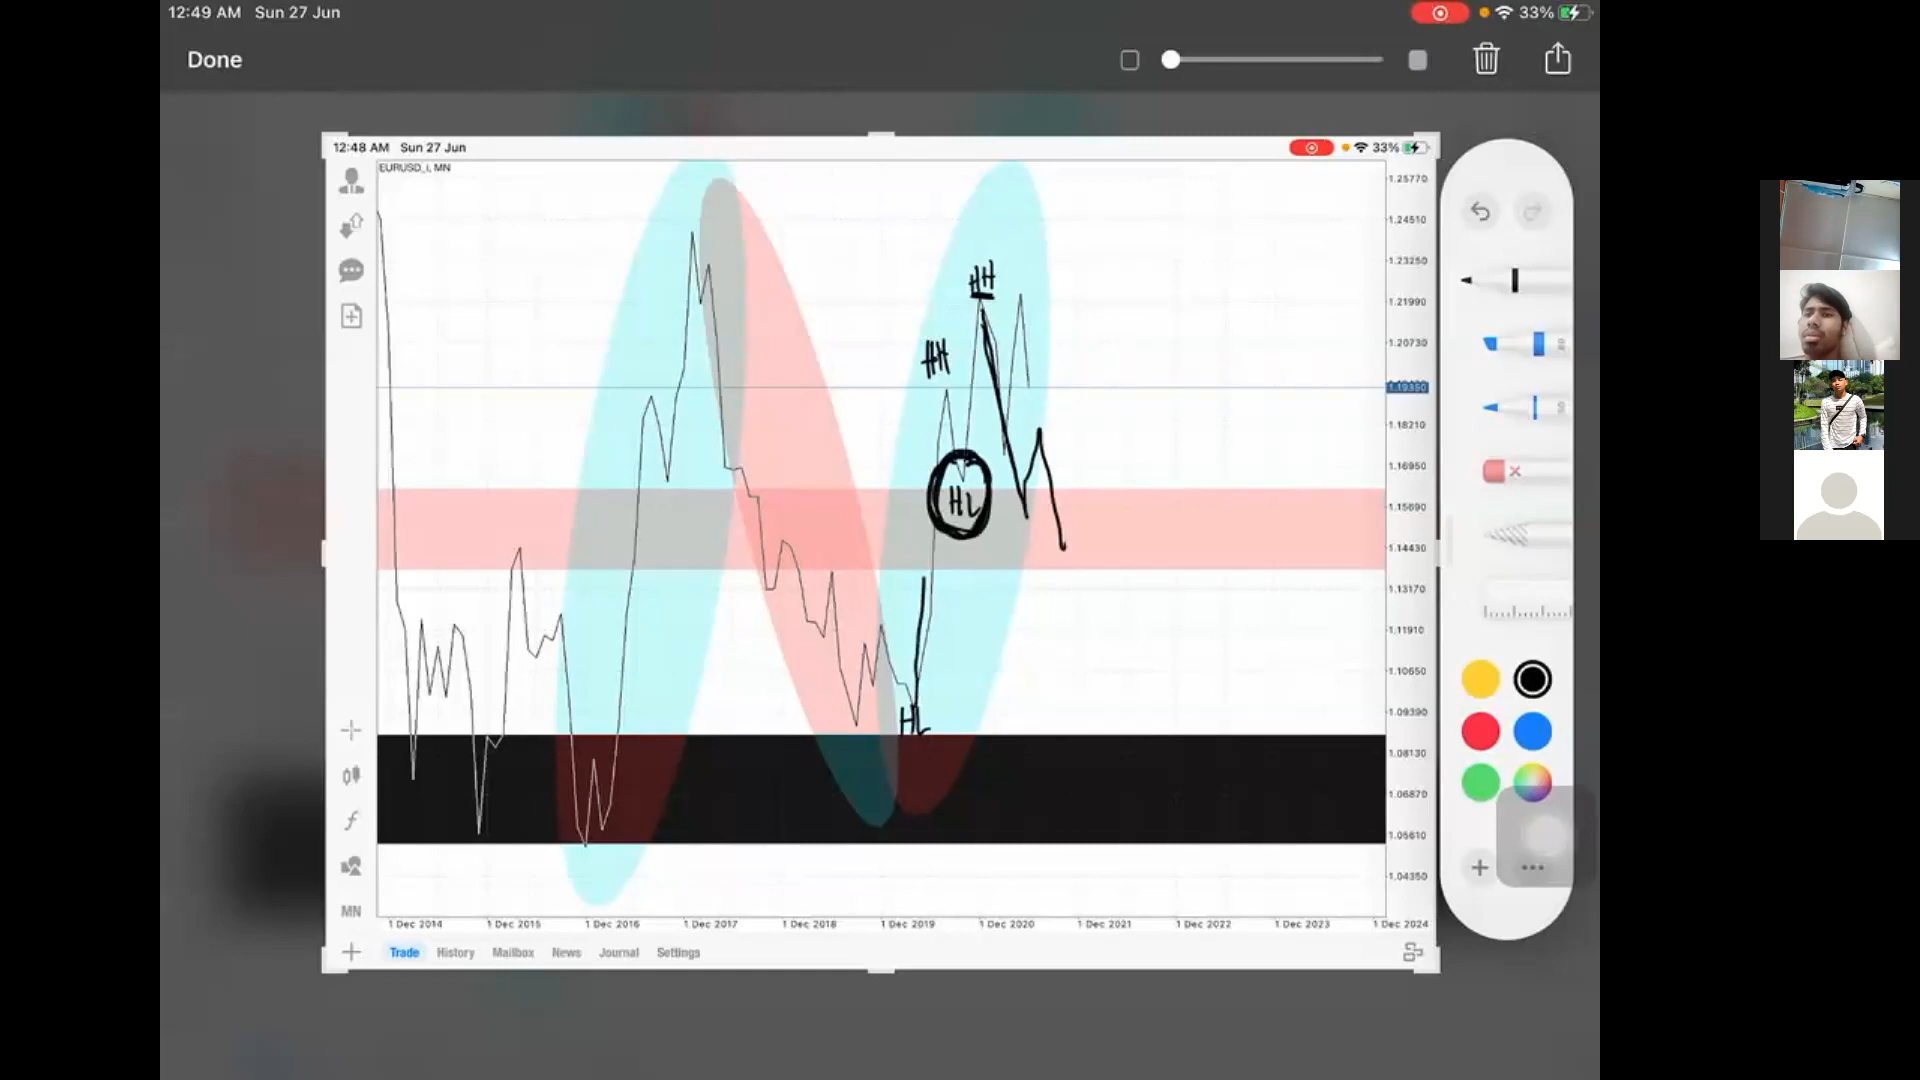 12:49 AM Sun 27 Jun
33%
Done
12:48 AM Sun 27 Jun
33%
EURUSD_i, MN
1.25770
1.24510
1.23250
1.21990
1.20730
1.19350
1.18210
1.16950
1.15690
1.14430
1.13170
1.11910
1.10650
1.09390
1.08130
1.06870
1.05610
1.04350
HH
HH
HL
HL
MN
1 Dec 2014
1 Dec 2015
1 Dec 2016
1 Dec 2017
1 Dec 2018
1 Dec 2019
1 Dec 2020
1 Dec 2021
1 Dec 2022
1 Dec 2023
1 Dec 2024
Trade History Mailbox News Journal Settings